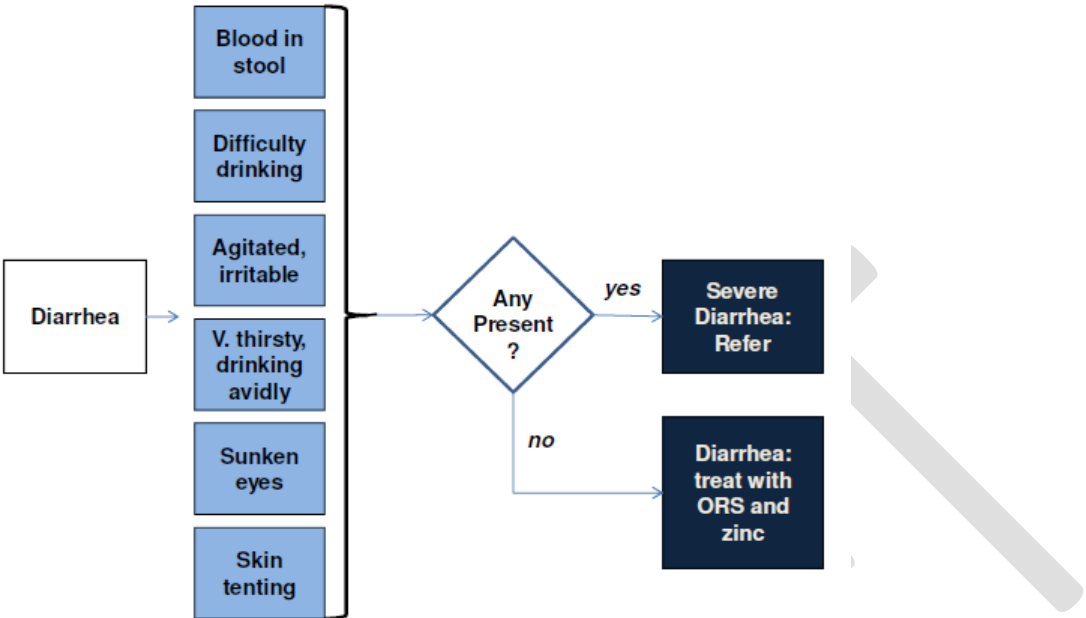 Diarrhea
Blood in
stool
Difficulty
drinking
Agitated,
irritable
V. thirsty,
drinking
avidly
Sunken
eyes
Skin
tenting
Any
Present
?
yes
Severe
Diarrhea:
Refer
no
Diarrhea:
treat with
ORS and
zinc